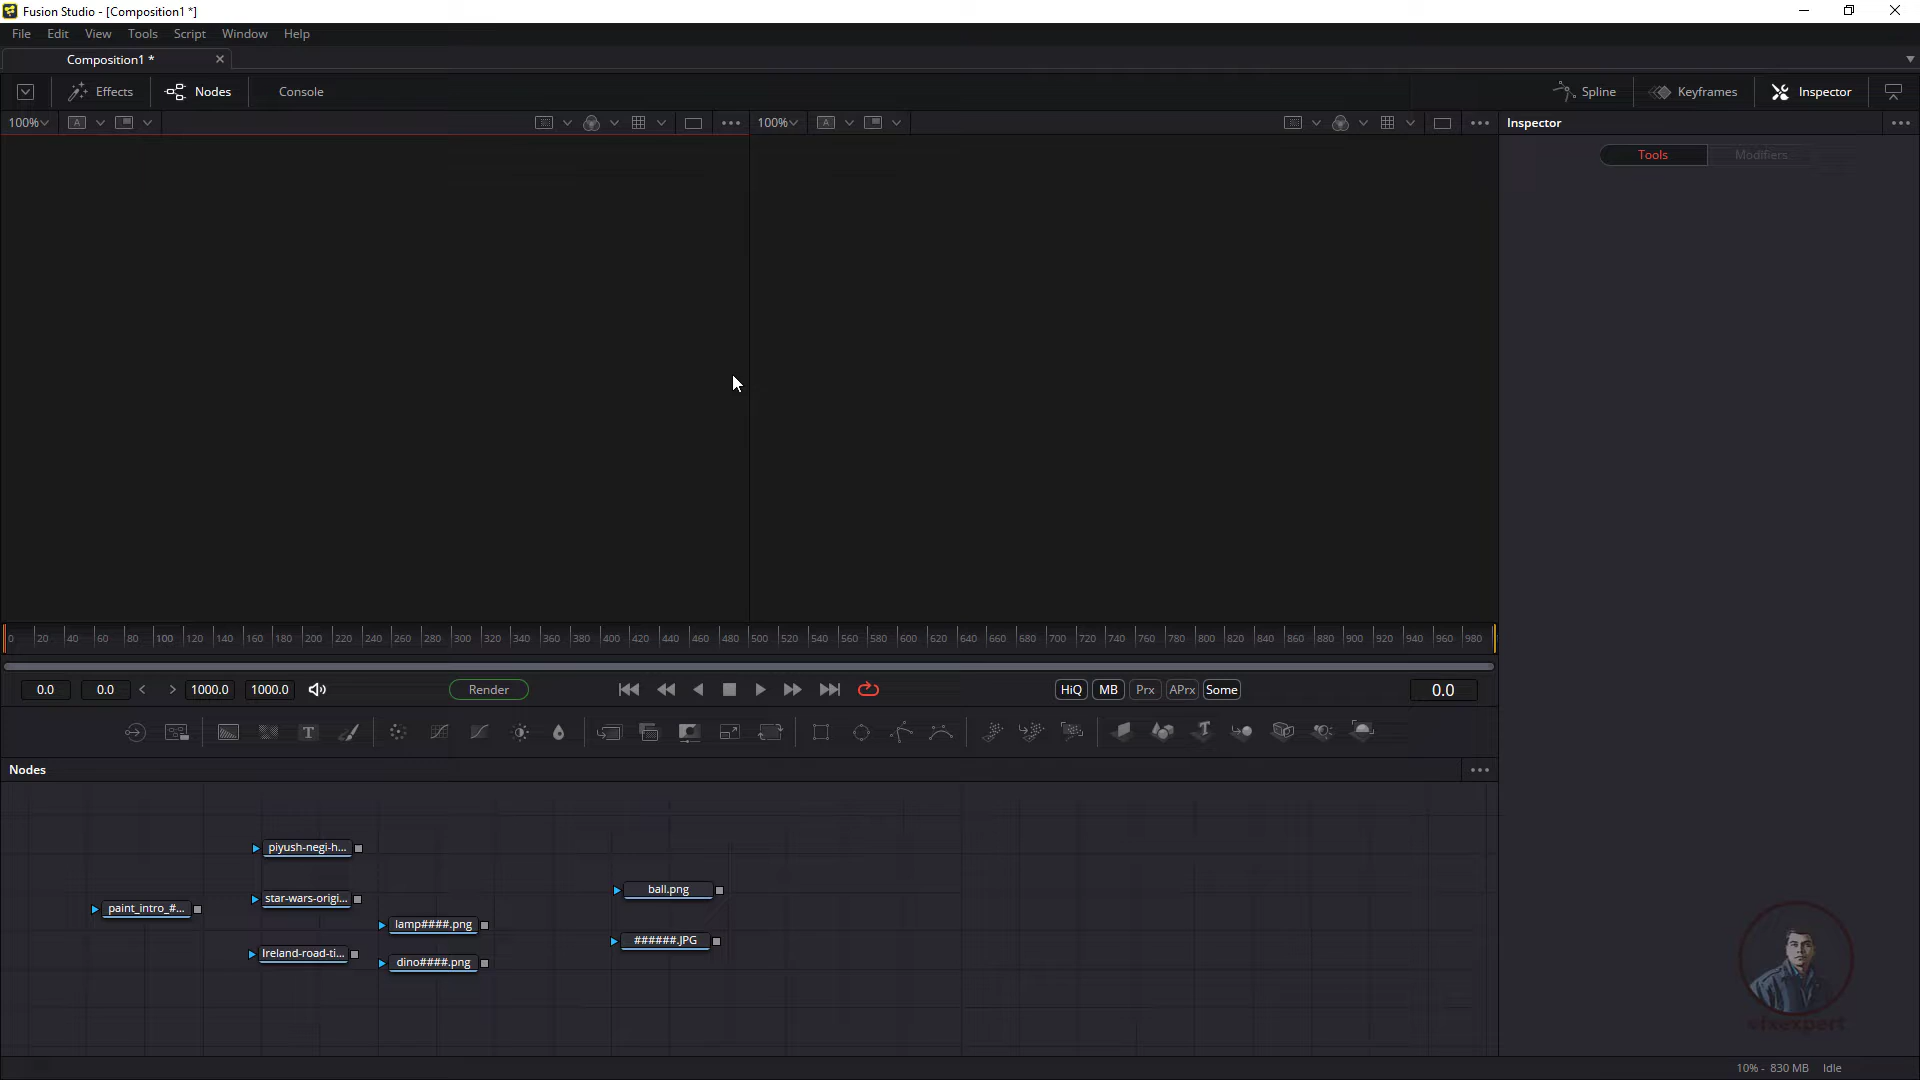 Fusion Studio - [Composition1 *]
File Edit View Tools Script Window Help
Composition1 *
Effects Nodes Console Spline Keyframes Inspector
100% A 100% A Inspector
Tools Modifiers
0 20 40 60 80 100 120 140 160 180 200 220 240 260 280 300 320 340 360 380 400 420 440 460 480 500 520 540 560 580 600 620 640 660 680 700 720 740 760 780 800 820 840 860 880 900 920 940 960 980
0.0 0.0 < > 1000.0 1000.0 Render HiQ MB Prx APrx Some 0.0
T T
Nodes
piyush-negi-h...
ball.png
star-wars-origi...
paint_intro_#...
lamp####.png
######.JPG
Ireland-road-ti...
dino####.png
vfxexpert
10% - 830 MB Idle